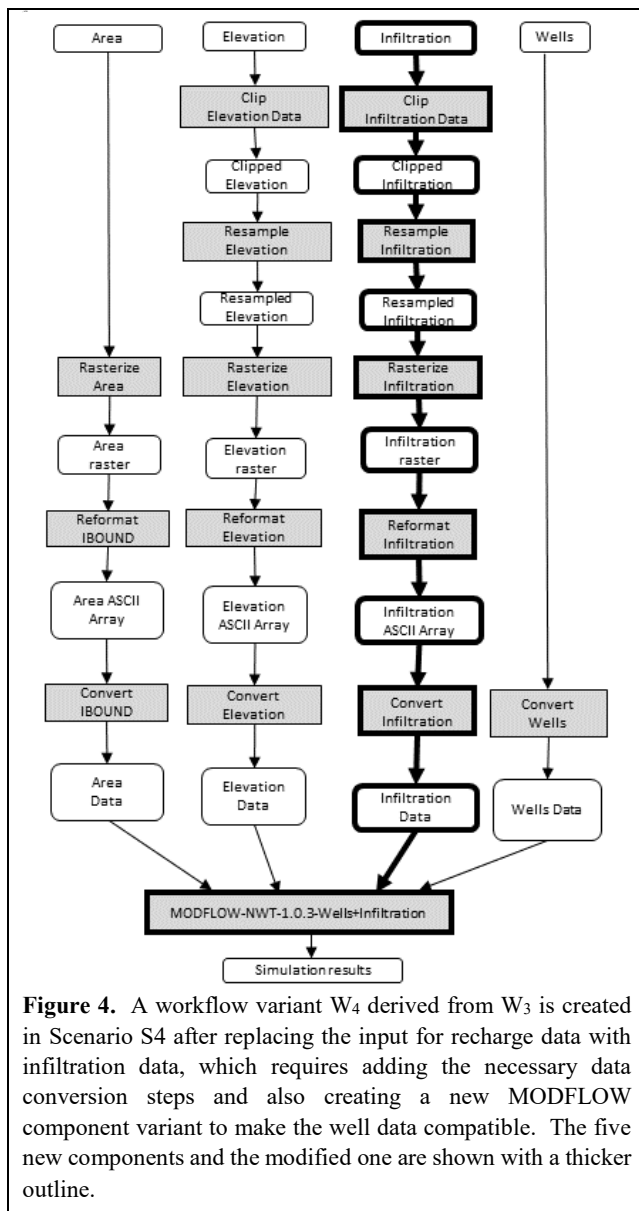 Area
Elevation
Infiltration
Wells
Clip
Elevation Data
Clip
Infiltration Data
Clipped
Elevation
Clipped
Infiltration
Resample
Elevation
Resample
Infiltration
Resampled
Elevation
Resampled
Infiltration
Rasterize
Area
Rasterize
Elevation
Rasterize
Infiltration
Area
raster
Elevation
raster
Infiltration
raster
Reformat
IBOUND
Reformat
Elevation
Reformat
Infiltration
Area ASCII
Array
Elevation
ASCII Array
Infiltration
ASCII Array
Convert
IBOUND
Convert
Elevation
Convert
Infiltration
Convert
Wells
Area
Data
Elevation
Data
Infiltration
Data
Wells Data
MODFLOW-NWT-1.0.3-Wells+Infiltration
Simulation results
Figure 4. A workflow variant W4 derived from W3 is created
in Scenario S4 after replacing the input for recharge data with
infiltration data, which requires adding the necessary data
conversion steps and also creating a new MODFLOW
component variant to make the well data compatible. The five
new components and the modified one are shown with a thicker
outline.